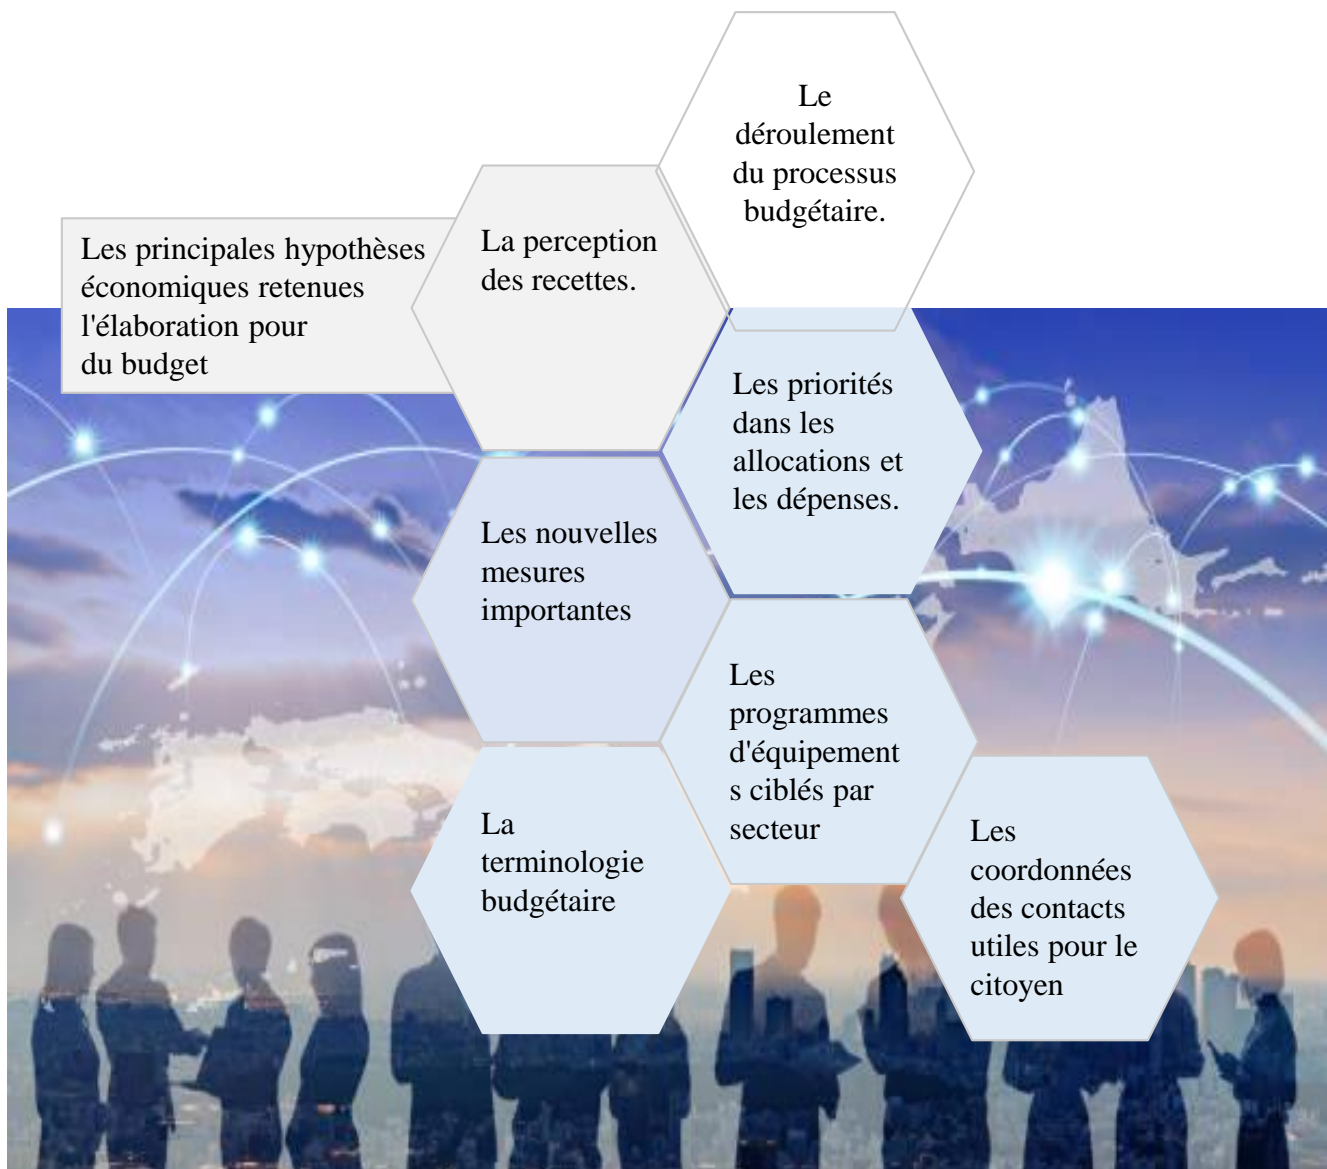 Le
déroulement
du processus
budgétaire.
Les principales hypothèses
économiques retenues
l'élaboration pour
du budget
La perception
des recettes.
Les priorités
dans les
allocations et
les dépenses.
Les nouvelles
mesures
importantes
Les
programmes
d'équipement
s ciblés par
secteur
La
terminologie
budgétaire
Les
coordonnées
des contacts
utiles pour le
citoyen